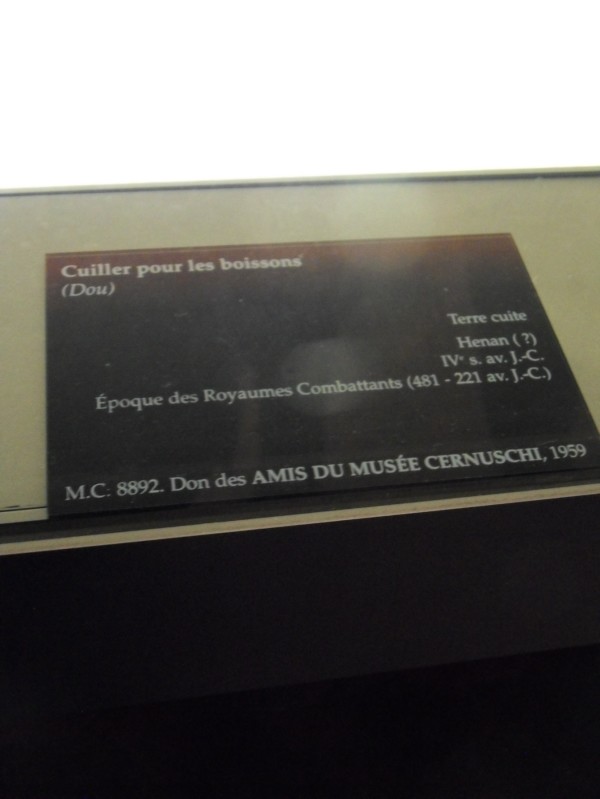 Cuiller pour les boissons
(Dou)
Terre cuite
Henan ( ?)
IVe s. av. J.-C.
Époque des Royaumes Combattants (481 - 221 av. J.-C.)
M.C. 8892. Don des AMIS DU MUSÉE CERNUSCHI, 1959